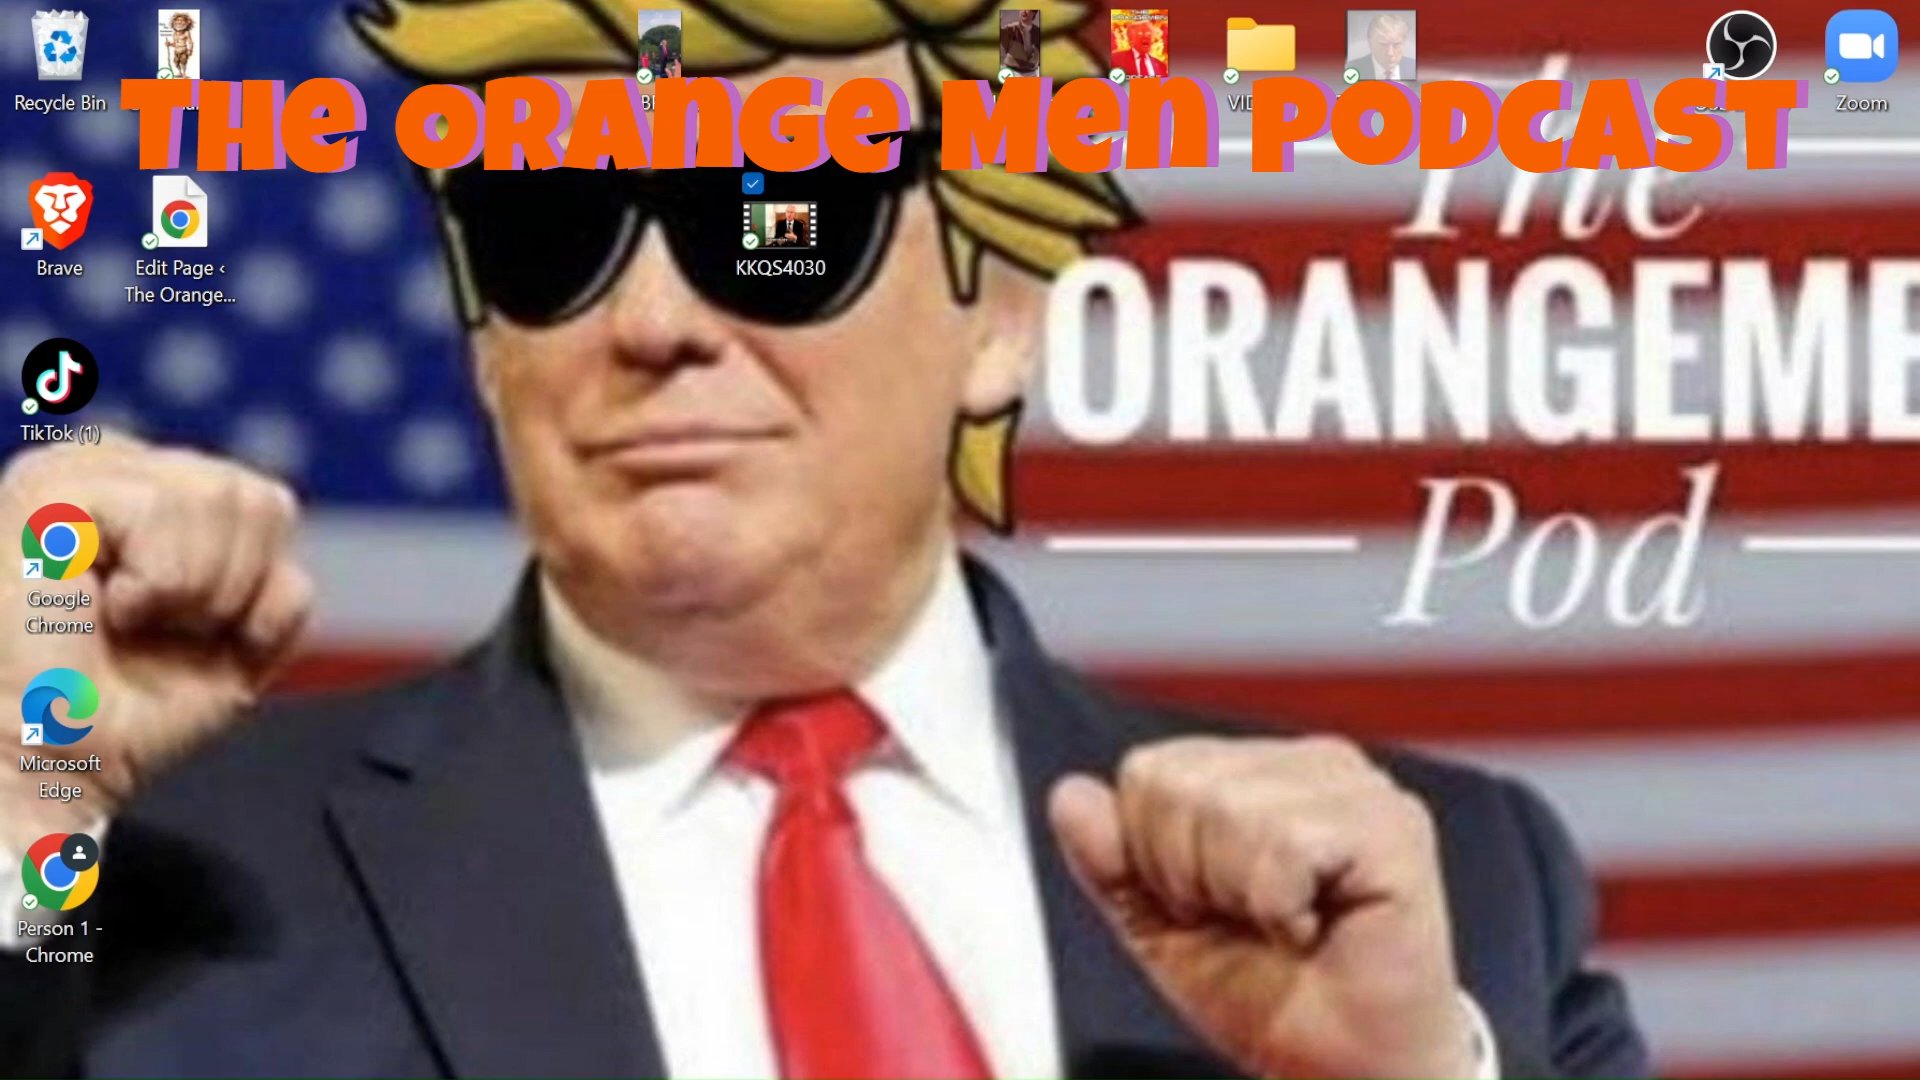 THE ORANGE MEN PODCAST
Recycle Bin
Zoom
Brave
Edit Page ‹
The Orange...
KKQS4030
The
ORANGEME
Pod
TikTok (1)
Google
Chrome
Microsoft
Edge
Person 1 -
Chrome